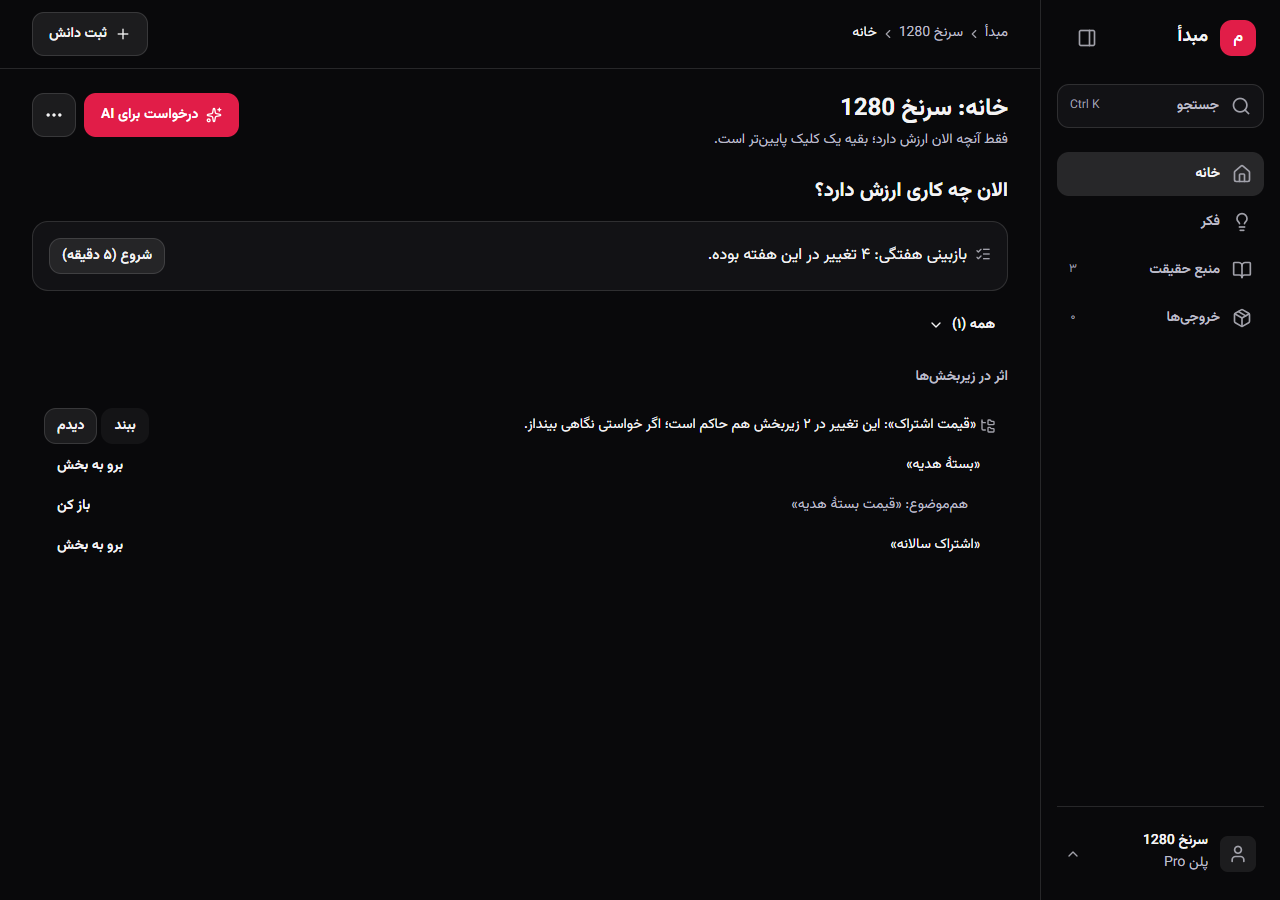 م
مبدأ
جستجو
Ctrl K
خانه
فکر
منبع حقیقت
۳
خروجی‌ها
۰
سرنخ 1280
پلن Pro
مبدأ
سرنخ 1280
خانه
ثبت دانش
خانه: سرنخ 1280
فقط آنچه الان ارزش دارد؛ بقیه یک کلیک پایین‌تر است.
درخواست برای AI
الان چه کاری ارزش دارد؟
بازبینی هفتگی: ۴ تغییر در این هفته بوده.
شروع (۵ دقیقه)
همه (۱)
اثر در زیربخش‌ها
«قیمت اشتراک»: این تغییر در ۲ زیربخش هم حاکم است؛ اگر خواستی نگاهی بینداز.
ببند
دیدم
«بستهٔ هدیه»
برو به بخش
هم‌موضوع: «قیمت بستهٔ هدیه»
باز کن
«اشتراک سالانه»
برو به بخش